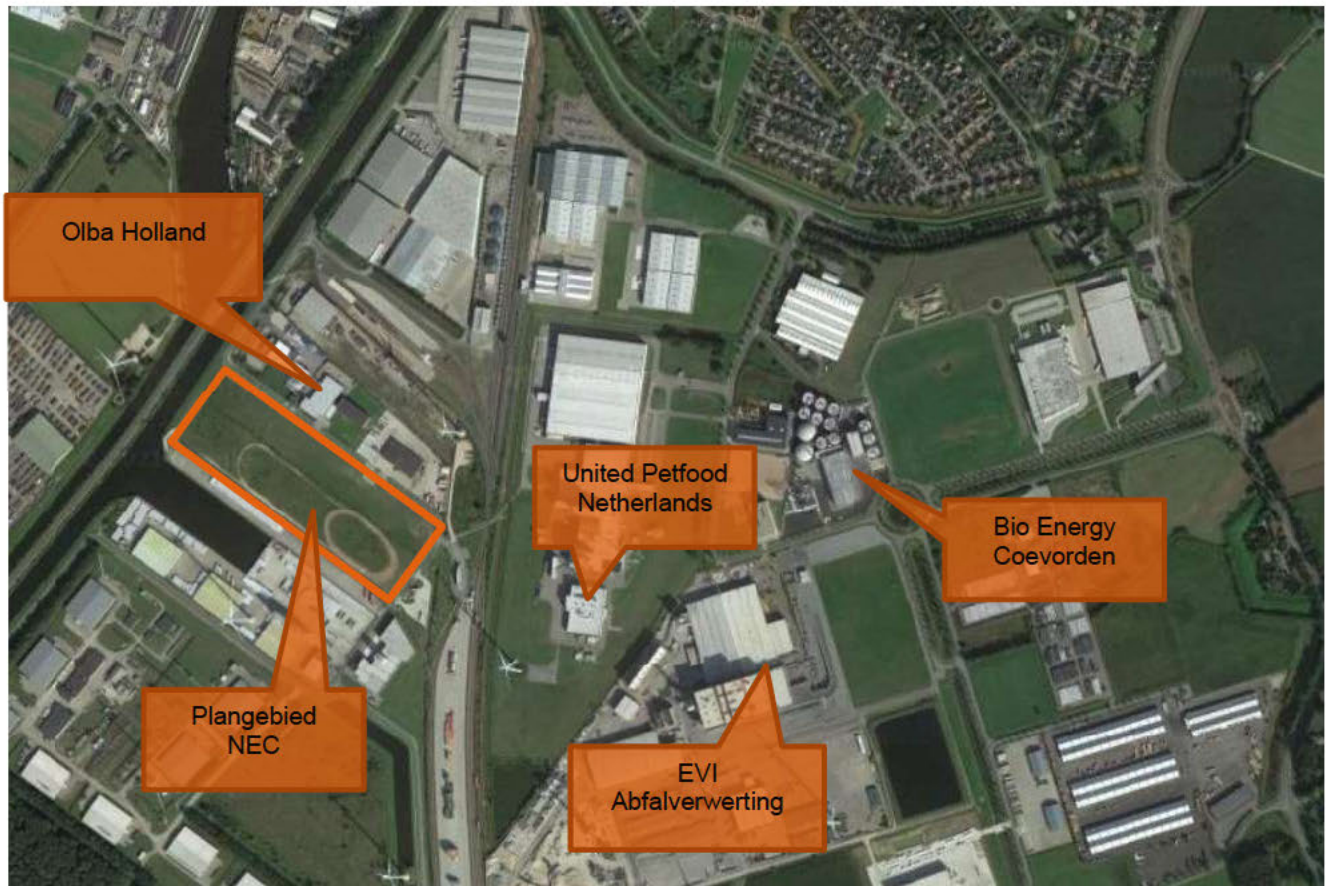 Olba Holland
United Petfood
Netherlands
Bio Energy
Coevorden
Plangebied
NEC
EVI
Abfalverwerting